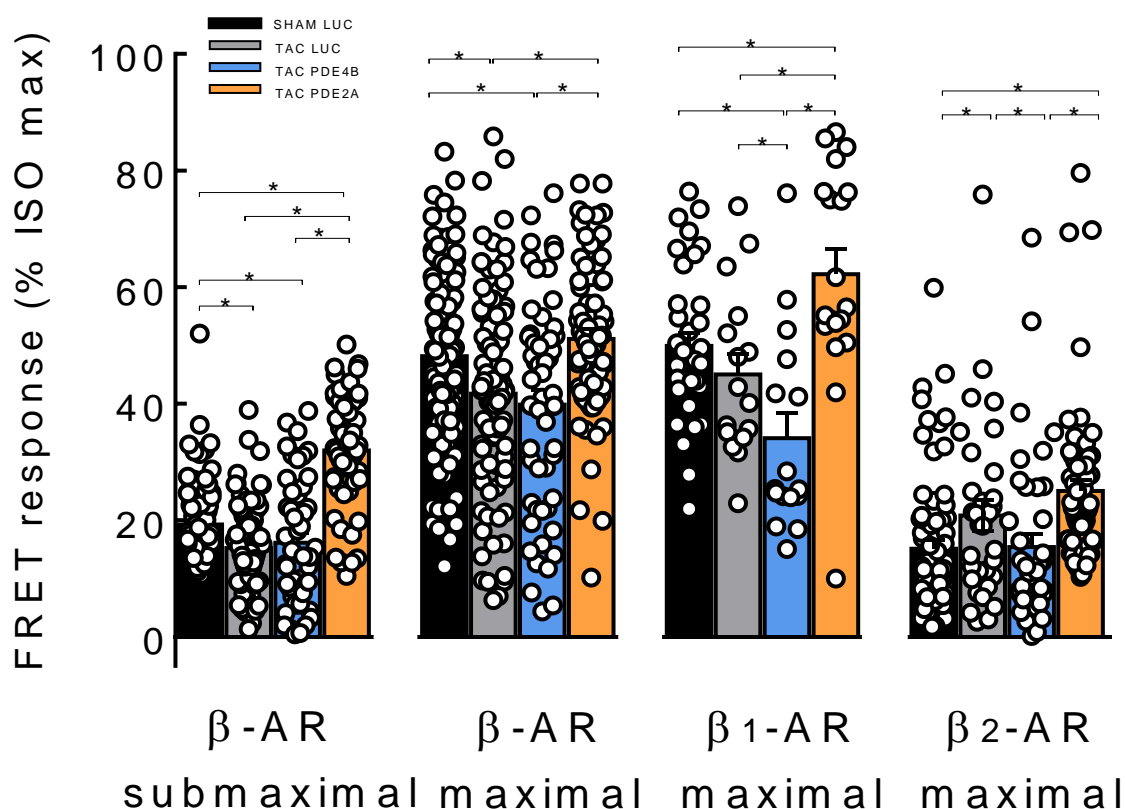 FRET response (% ISO max)
SHAM LUC
TAC LUC
TAC PDE4B
TAC PDE2A
100
80
60
40
20
0
* * * * *
* * * *
* * * * *
* * * *
β-AR β-AR β1-AR β2-AR
submaximal maximal maximal maximal